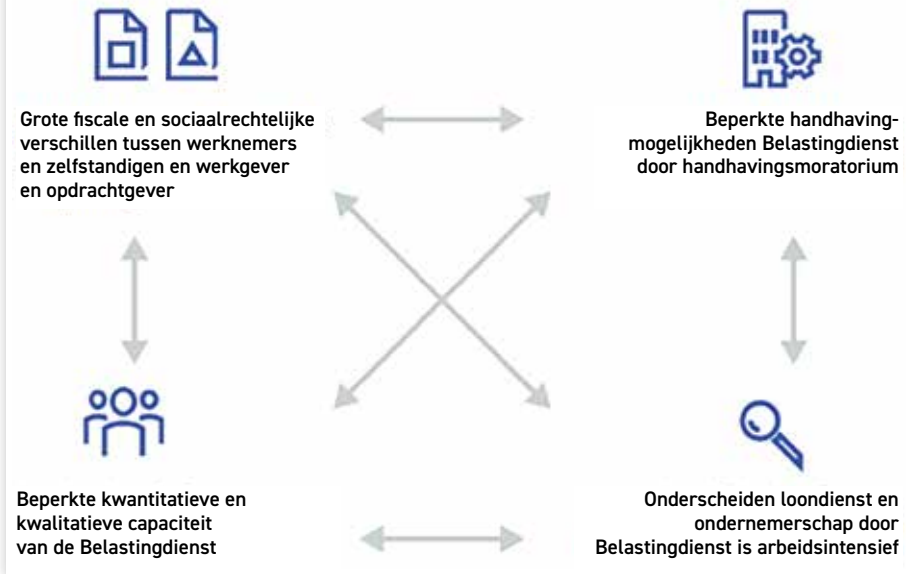 Grote fiscale en sociaalrechtelijke
verschillen tussen werknemers
en zelfstandigen en werkgever
en opdrachtgever
Beperkte handhaving-
mogelijkheden Belastingdienst
door handhavingsmoratorium
Beperkte kwantitatieve en
kwalitatieve capaciteit
van de Belastingdienst
Onderscheiden loondienst en
ondernemerschap door
Belastingdienst is arbeidsintensief